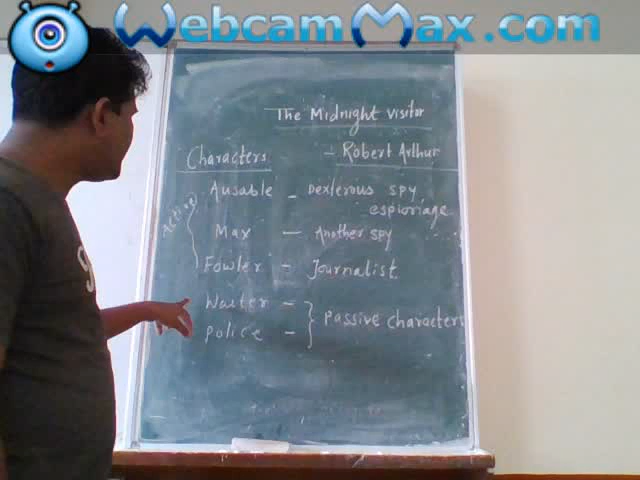 WebcamMax.com
The Midnight visitor
Characters - Robert Arthur
Active
Ausable - Dexterous spy
espionage
Max - Another spy
Fowler - Journalist
Waiter -
Police - } Passive characters